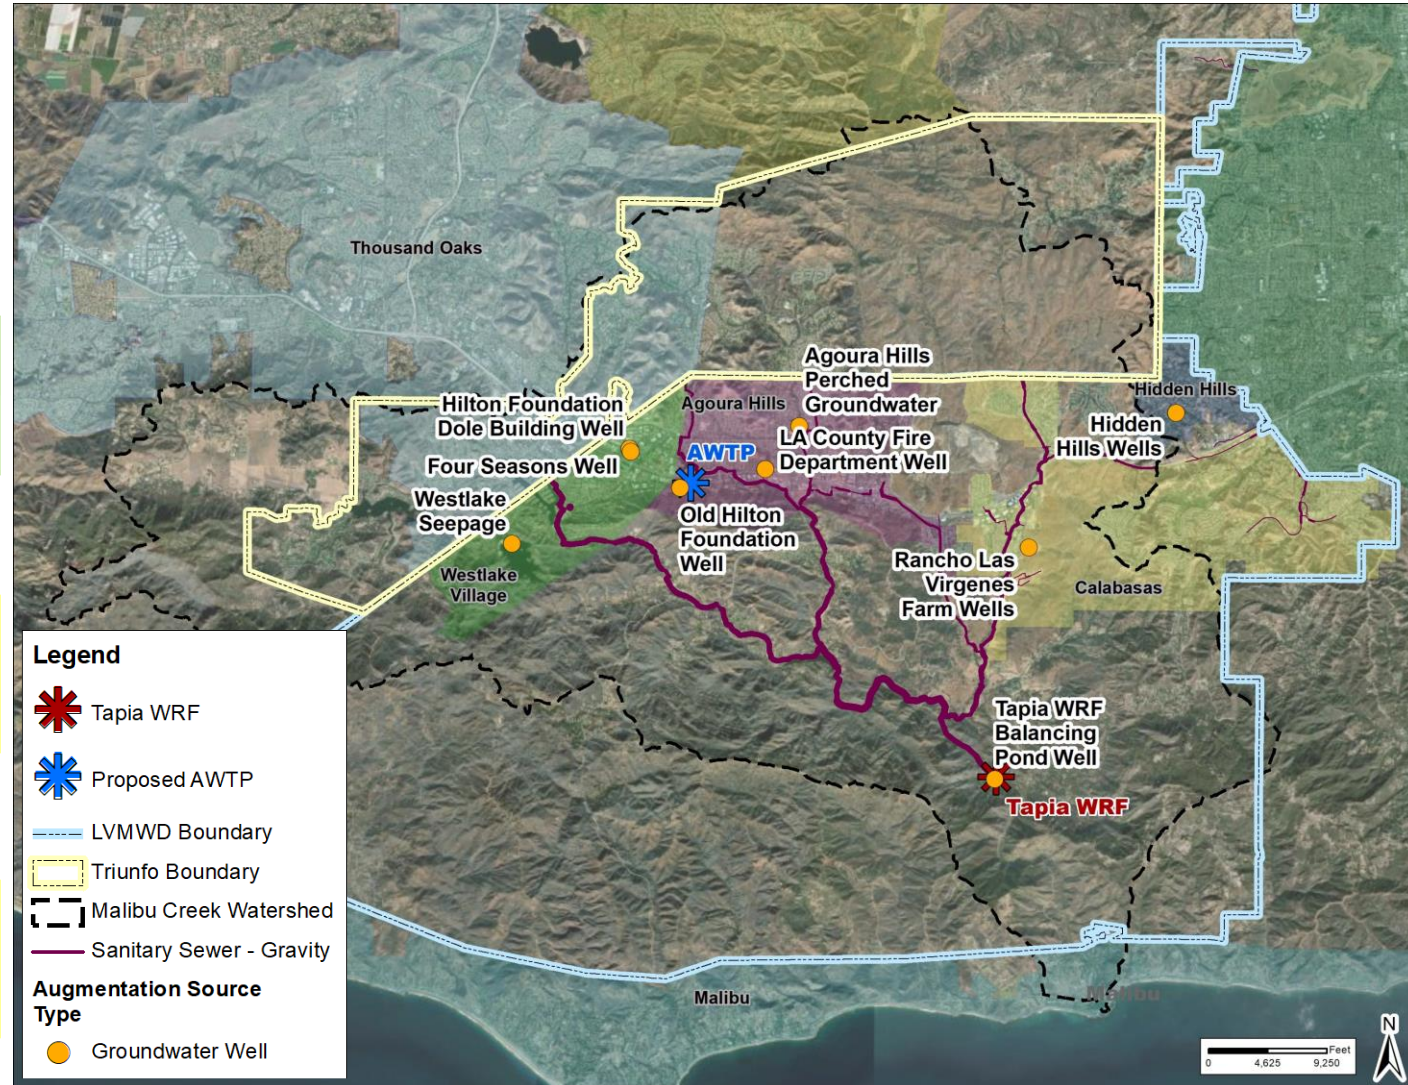 Thousand Oaks
Agoura Hills
Perched
Groundwater
Hidden Hills
Hilton Foundation
Dole Building Well
Agoura Hills
Hidden
Hills Wells
LA County Fire
Department Well
AWTP
Four Seasons Well
Westlake
Seepage
Old Hilton
Foundation
Well
Rancho Las
Virgenes
Farm Wells
Westlake
Village
Calabasas
Tapia WRF
Balancing
Pond Well
Tapia WRF
Malibu
Malibu
Legend
Tapia WRF
Proposed AWTP
LVMWD Boundary
Triunfo Boundary
Malibu Creek Watershed
Sanitary Sewer - Gravity
Augmentation Source
Type
Groundwater Well
Feet
0 4,625 9,250
N